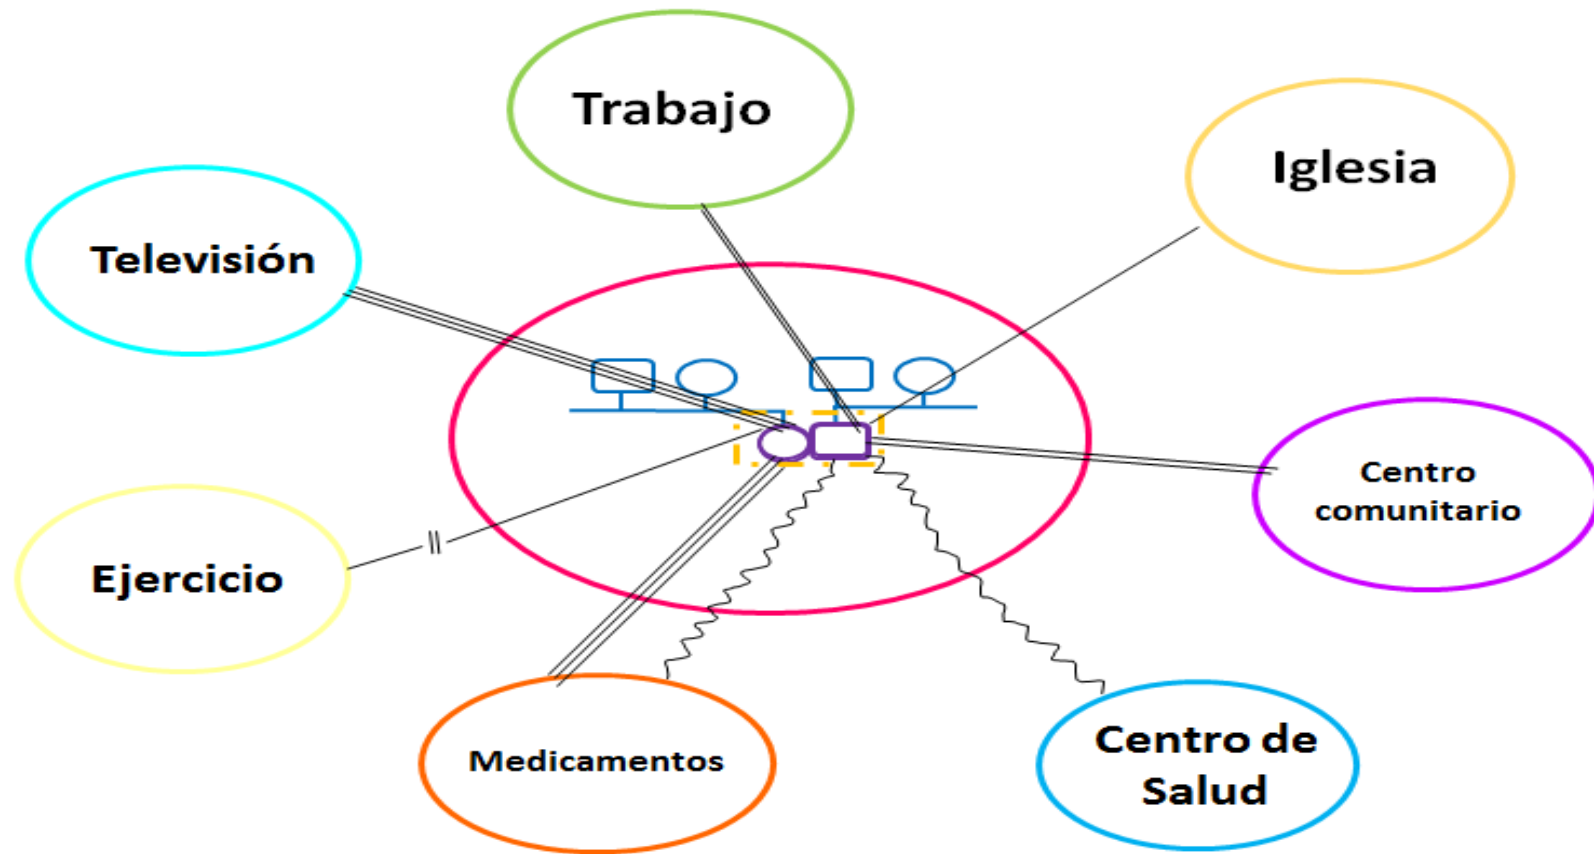 Trabajo
Iglesia
Televisión
Centro
comunitario
Ejercicio
Medicamentos
Centro de
Salud